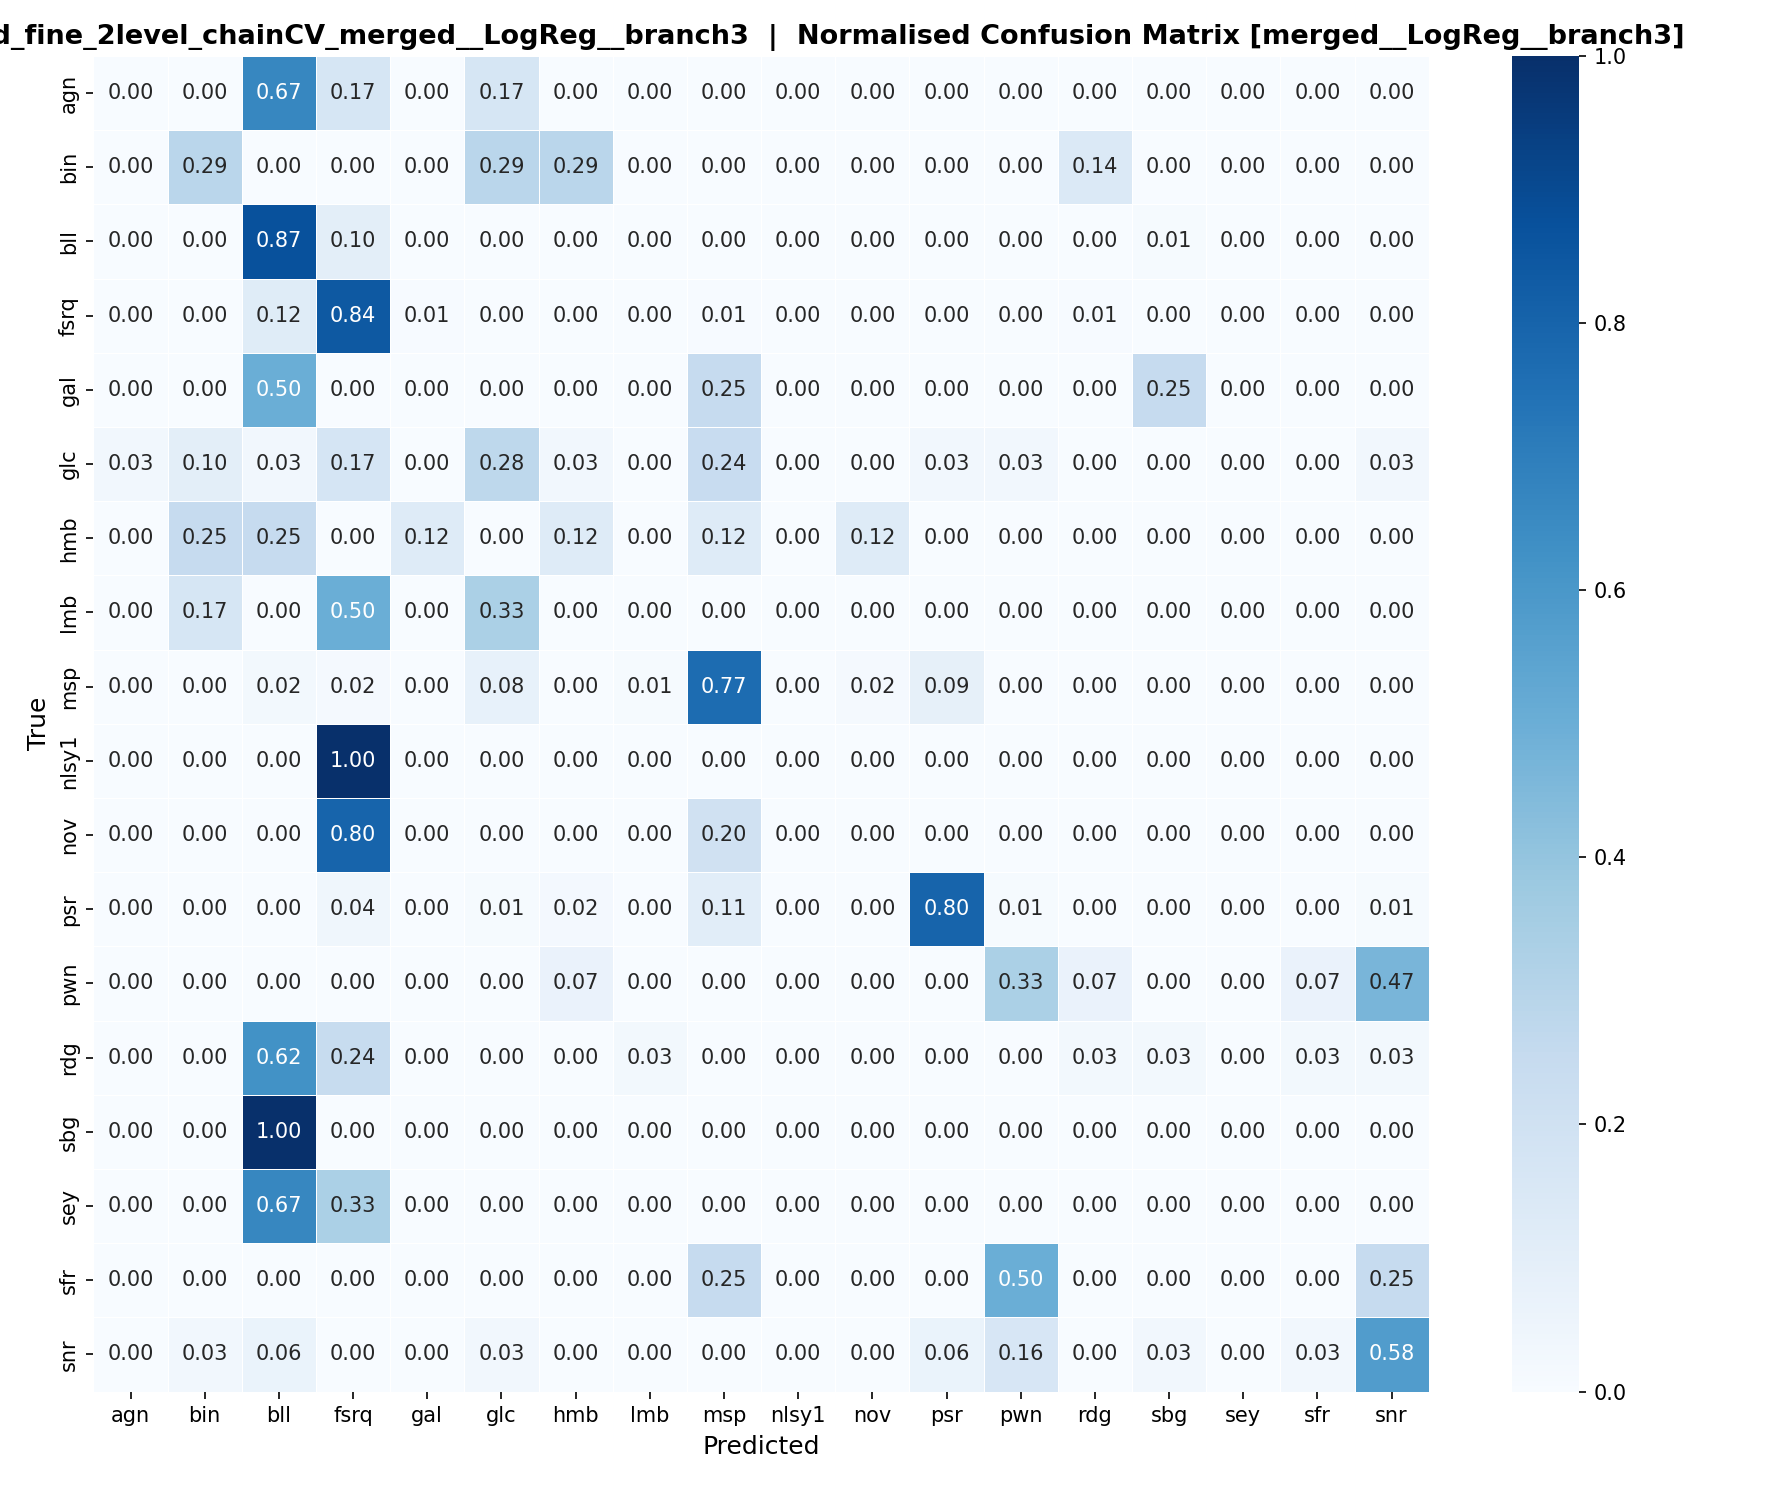 d_fine_2level_chainCV_merged__LogReg__branch3 | Normalised Confusion Matrix [merged__LogReg__branch3]
agn 0.00 0.00 0.67 0.17 0.00 0.17 0.00 0.00 0.00 0.00 0.00 0.00 0.00 0.00 0.00 0.00 0.00 0.00
bin 0.00 0.29 0.00 0.00 0.00 0.29 0.29 0.00 0.00 0.00 0.00 0.00 0.00 0.14 0.00 0.00 0.00 0.00
bll 0.00 0.00 0.87 0.10 0.00 0.00 0.00 0.00 0.00 0.00 0.00 0.00 0.00 0.00 0.01 0.00 0.00 0.00
fsrq 0.00 0.00 0.12 0.84 0.01 0.00 0.00 0.00 0.01 0.00 0.00 0.00 0.00 0.01 0.00 0.00 0.00 0.00
gal 0.00 0.00 0.50 0.00 0.00 0.00 0.00 0.00 0.25 0.00 0.00 0.00 0.00 0.00 0.25 0.00 0.00 0.00
glc 0.03 0.10 0.03 0.17 0.00 0.28 0.03 0.00 0.24 0.00 0.00 0.03 0.03 0.00 0.00 0.00 0.00 0.03
hmb 0.00 0.25 0.25 0.00 0.12 0.00 0.12 0.00 0.12 0.00 0.12 0.00 0.00 0.00 0.00 0.00 0.00 0.00
lmb 0.00 0.17 0.00 0.50 0.00 0.33 0.00 0.00 0.00 0.00 0.00 0.00 0.00 0.00 0.00 0.00 0.00 0.00
msp 0.00 0.00 0.02 0.02 0.00 0.08 0.00 0.01 0.77 0.00 0.02 0.09 0.00 0.00 0.00 0.00 0.00 0.00
nlsy1 0.00 0.00 0.00 1.00 0.00 0.00 0.00 0.00 0.00 0.00 0.00 0.00 0.00 0.00 0.00 0.00 0.00 0.00
nov 0.00 0.00 0.00 0.80 0.00 0.00 0.00 0.00 0.20 0.00 0.00 0.00 0.00 0.00 0.00 0.00 0.00 0.00
psr 0.00 0.00 0.00 0.04 0.00 0.01 0.02 0.00 0.11 0.00 0.00 0.80 0.01 0.00 0.00 0.00 0.00 0.01
pwn 0.00 0.00 0.00 0.00 0.00 0.00 0.07 0.00 0.00 0.00 0.00 0.00 0.33 0.07 0.00 0.00 0.07 0.47
rdg 0.00 0.00 0.62 0.24 0.00 0.00 0.00 0.03 0.00 0.00 0.00 0.00 0.00 0.03 0.03 0.00 0.03 0.03
sbg 0.00 0.00 1.00 0.00 0.00 0.00 0.00 0.00 0.00 0.00 0.00 0.00 0.00 0.00 0.00 0.00 0.00 0.00
sey 0.00 0.00 0.67 0.33 0.00 0.00 0.00 0.00 0.00 0.00 0.00 0.00 0.00 0.00 0.00 0.00 0.00 0.00
sfr 0.00 0.00 0.00 0.00 0.00 0.00 0.00 0.00 0.25 0.00 0.00 0.00 0.50 0.00 0.00 0.00 0.00 0.25
snr 0.00 0.03 0.06 0.00 0.00 0.03 0.00 0.00 0.00 0.00 0.00 0.06 0.16 0.00 0.03 0.00 0.03 0.58
agn bin bll fsrq gal glc hmb lmb msp nlsy1 nov psr pwn rdg sbg sey sfr snr
Predicted
True
1.0
0.8
0.6
0.4
0.2
0.0